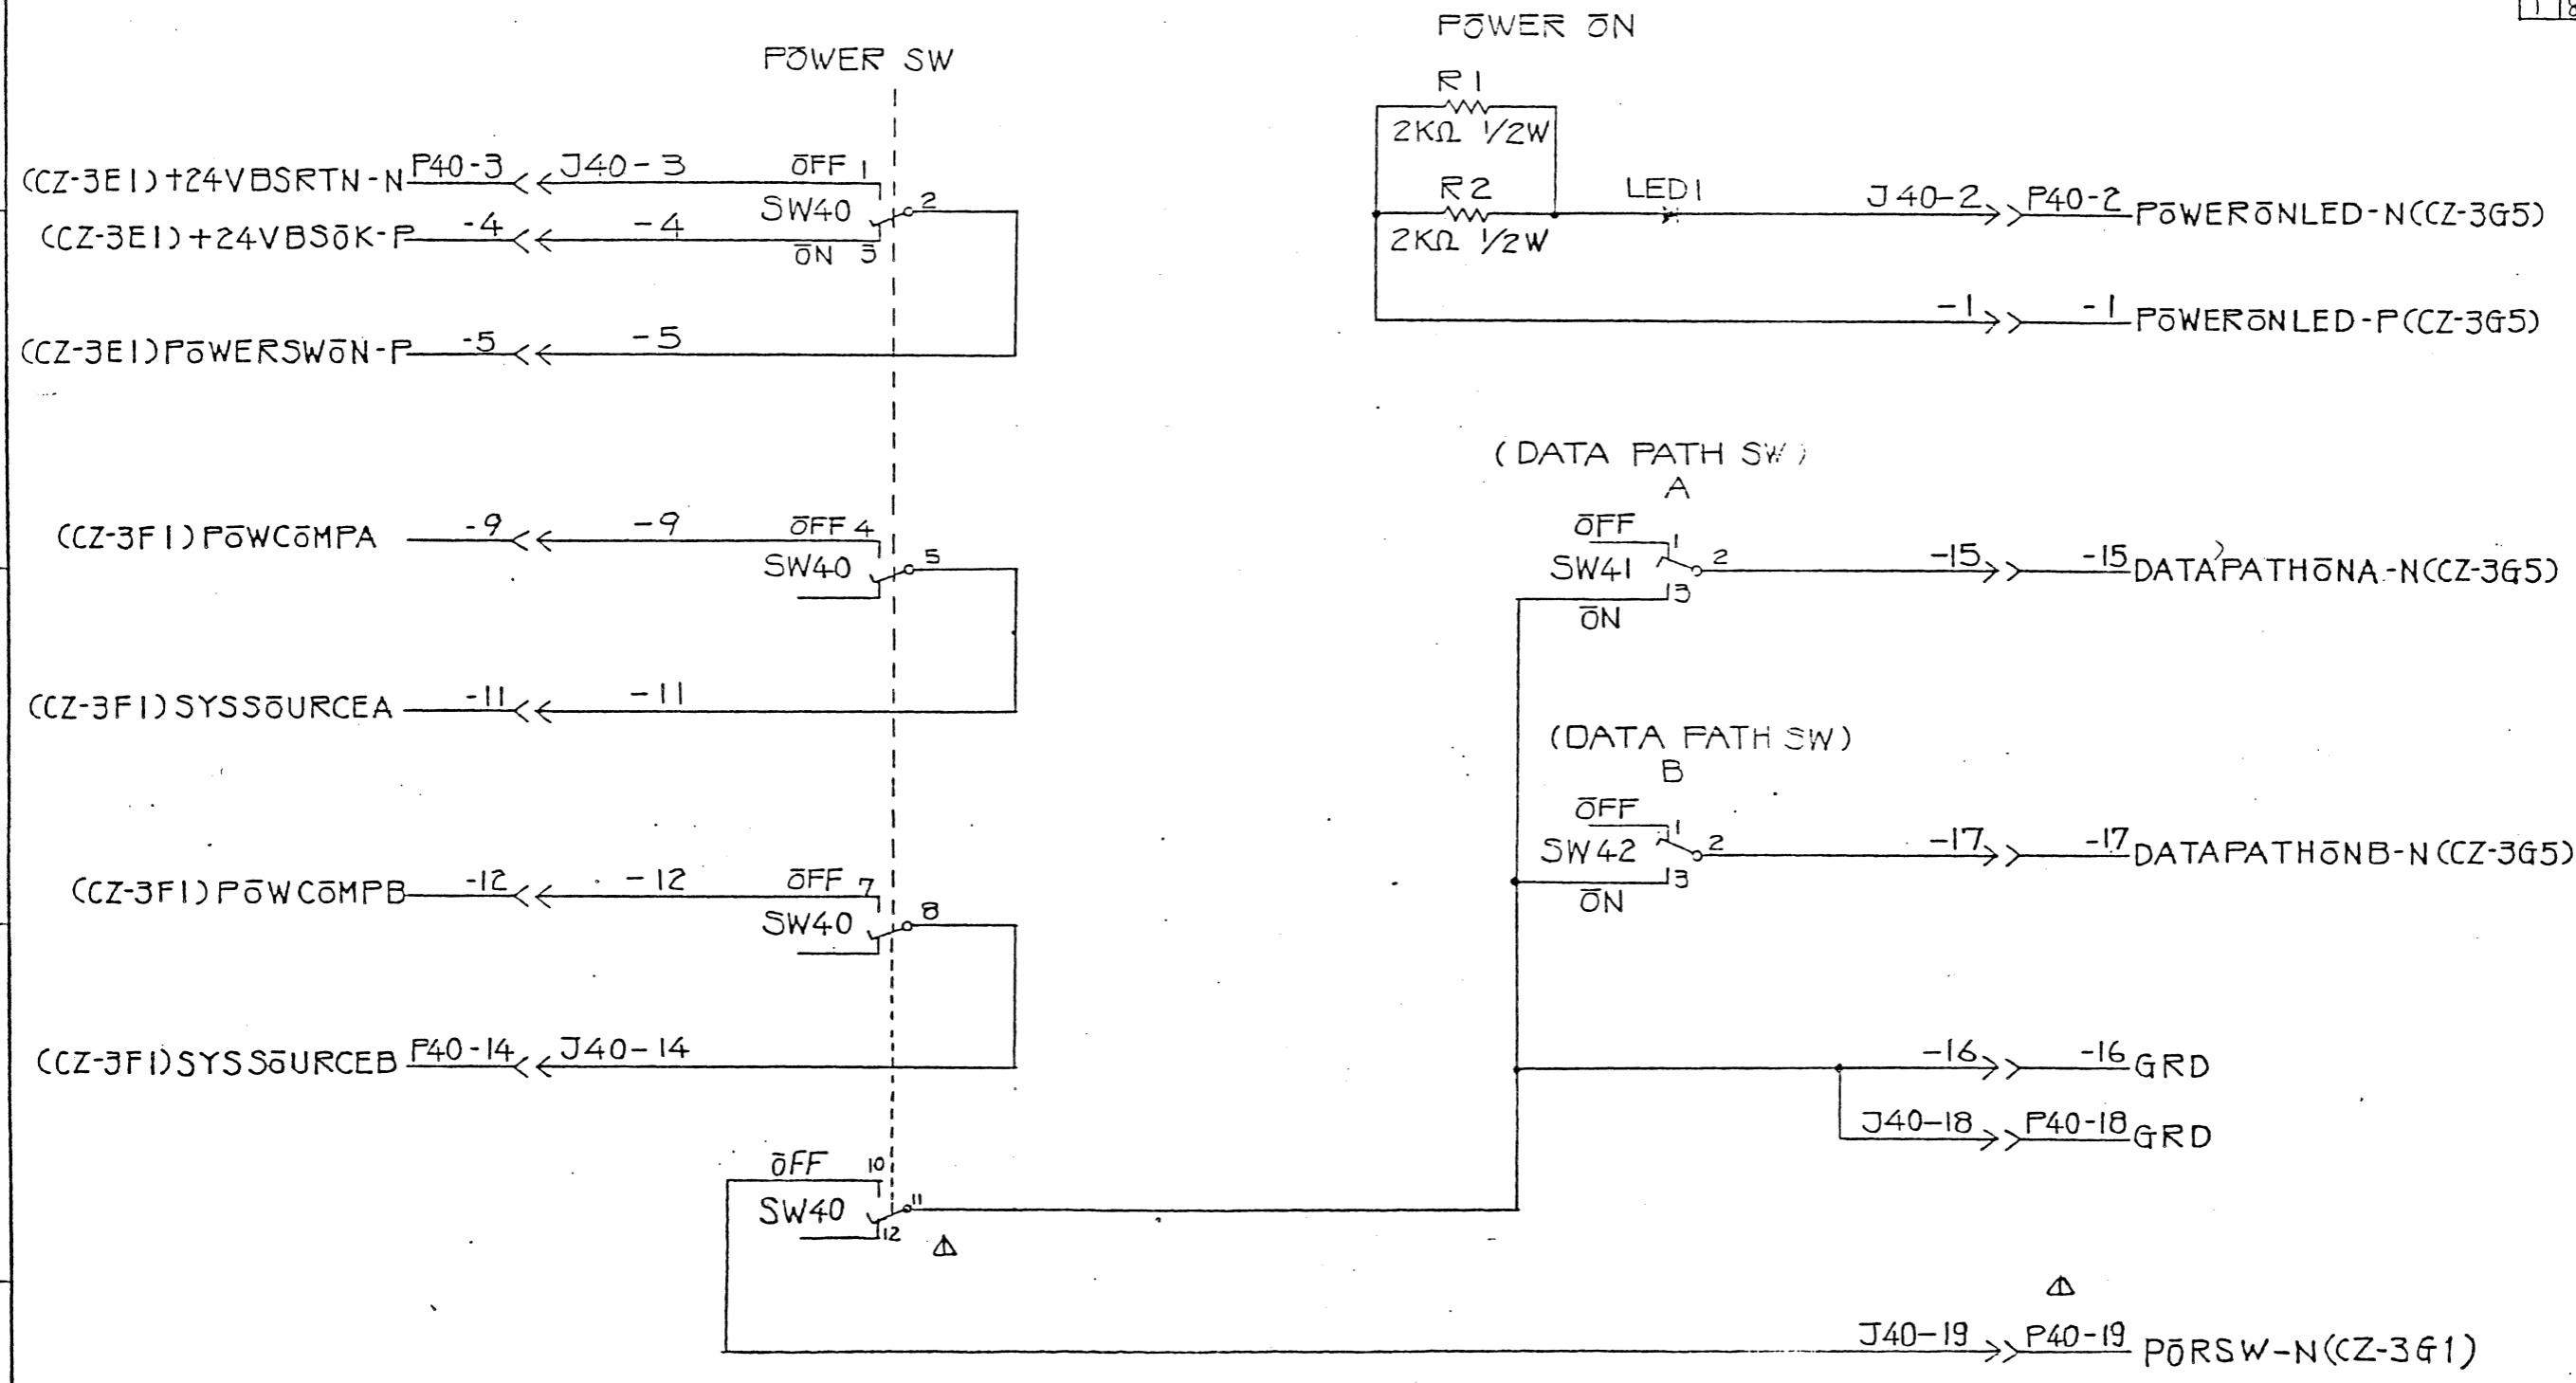 POWER SW
(CZ-3E1)+24VBSRTN-N P40-3 J40-3 OFF 1
SW40 2
(CZ-3E1)+24VBSOK-P -4 -4 ON 3
(CZ-3E1)POWERSWON-P -5 -5
(CZ-3F1)POWCOMPA -9 -9 OFF 4
SW40 5
(CZ-3F1)SYSSOURCEA -11 -11
(CZ-3F1)POWCOMPB -12 -12 OFF 7
SW40 8
(CZ-3F1)SYSSOURCEB P40-14 J40-14
OFF 10
SW40 11
12
1
POWER ON
R1
2KΩ 1/2W
R2 LED1 J40-2 P40-2 POWERONLED-N(CZ-3G5)
2KΩ 1/2W
-1 -1 POWERONLED-P(CZ-3G5)
(DATA PATH SW)
A
OFF 1
SW41 2 -15 -15 DATAPATHONA-N(CZ-3G5)
3
ON
(DATA PATH SW)
B
OFF 1
SW42 2 -17 -17 DATAPATHONB-N(CZ-3G5)
3
ON
-16 -16 GRD
J40-18 P40-18 GRD
1
J40-19 P40-19 PORSW-N(CZ-3G1)